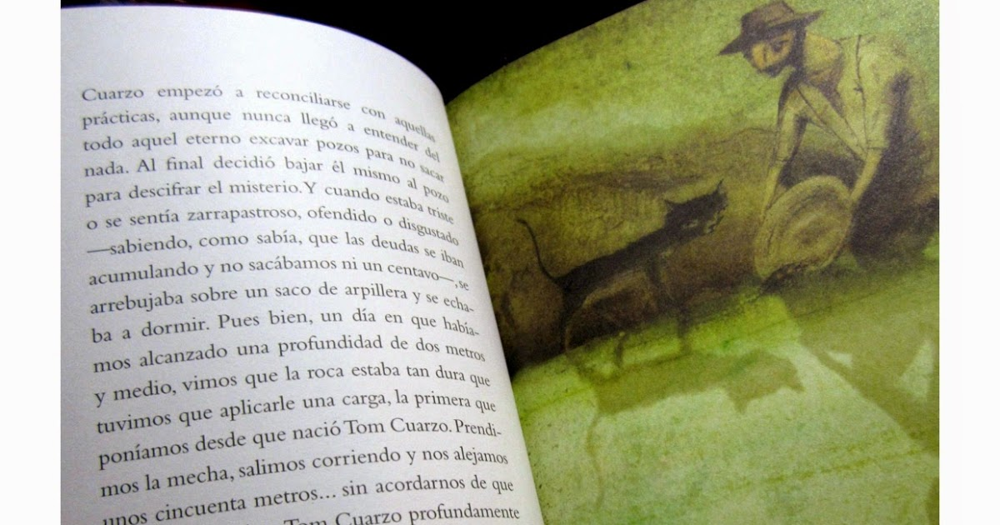 Cuarzo empezó a reconciliarse con aquellas
prácticas, aunque nunca llegó a entender del
todo aquel eterno excavar pozos para no sacar
nada. Al final decidió bajar él mismo al pozo
para descifrar el misterio. Y cuando estaba triste
o se sentía zarrapastroso, ofendido o disgustado
—sabiendo, como sabía, que las deudas se iban
acumulando y no sacábamos ni un centavo—, se
arrebujaba sobre un saco de arpillera y se echa-
ba a dormir. Pues bien, un día en que había-
mos alcanzado una profundidad de dos metros
y medio, vimos que la roca estaba tan dura que
tuvimos que aplicarle una carga, la primera que
poníamos desde que nació Tom Cuarzo. Prendi-
mos la mecha, salimos corriendo y nos alejamos
unos cincuenta metros... sin acordarnos de que
Tom Cuarzo profundamente